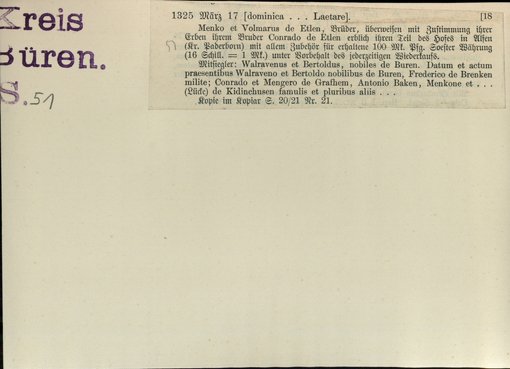 Kreis
Büren.
S. 51
1325 März 17 [dominica . . . Laetare]. [18
Menko et Volmarus de Etlen, Brüder, überweisen mit Zustimmung ihrer
Erben ihrem Bruder Conrado de Etlen erblich ihren Teil des Hofes in Alfen
(Kr. Paderborn) mit allem Zubehör für erhaltene 100 Mk. Pfg. Soester Währung
(16 Schill. = 1 Mk.) unter Vorbehalt des jederzeitigen Wiederkaufs.
Mitsiegler: Walravenus et Bertoldus, nobiles de Buren. Datum et actum
praesentibus Walraveno et Bertoldo nobilibus de Buren, Frederico de Brenken
milite; Conrado et Mengero de Grafhem, Antonio Baken, Menkone et . . .
(Lücke) de Kidinchusen famulis et pluribus aliis . . .
Kopie im Kopiar S. 20/21 Nr. 21.